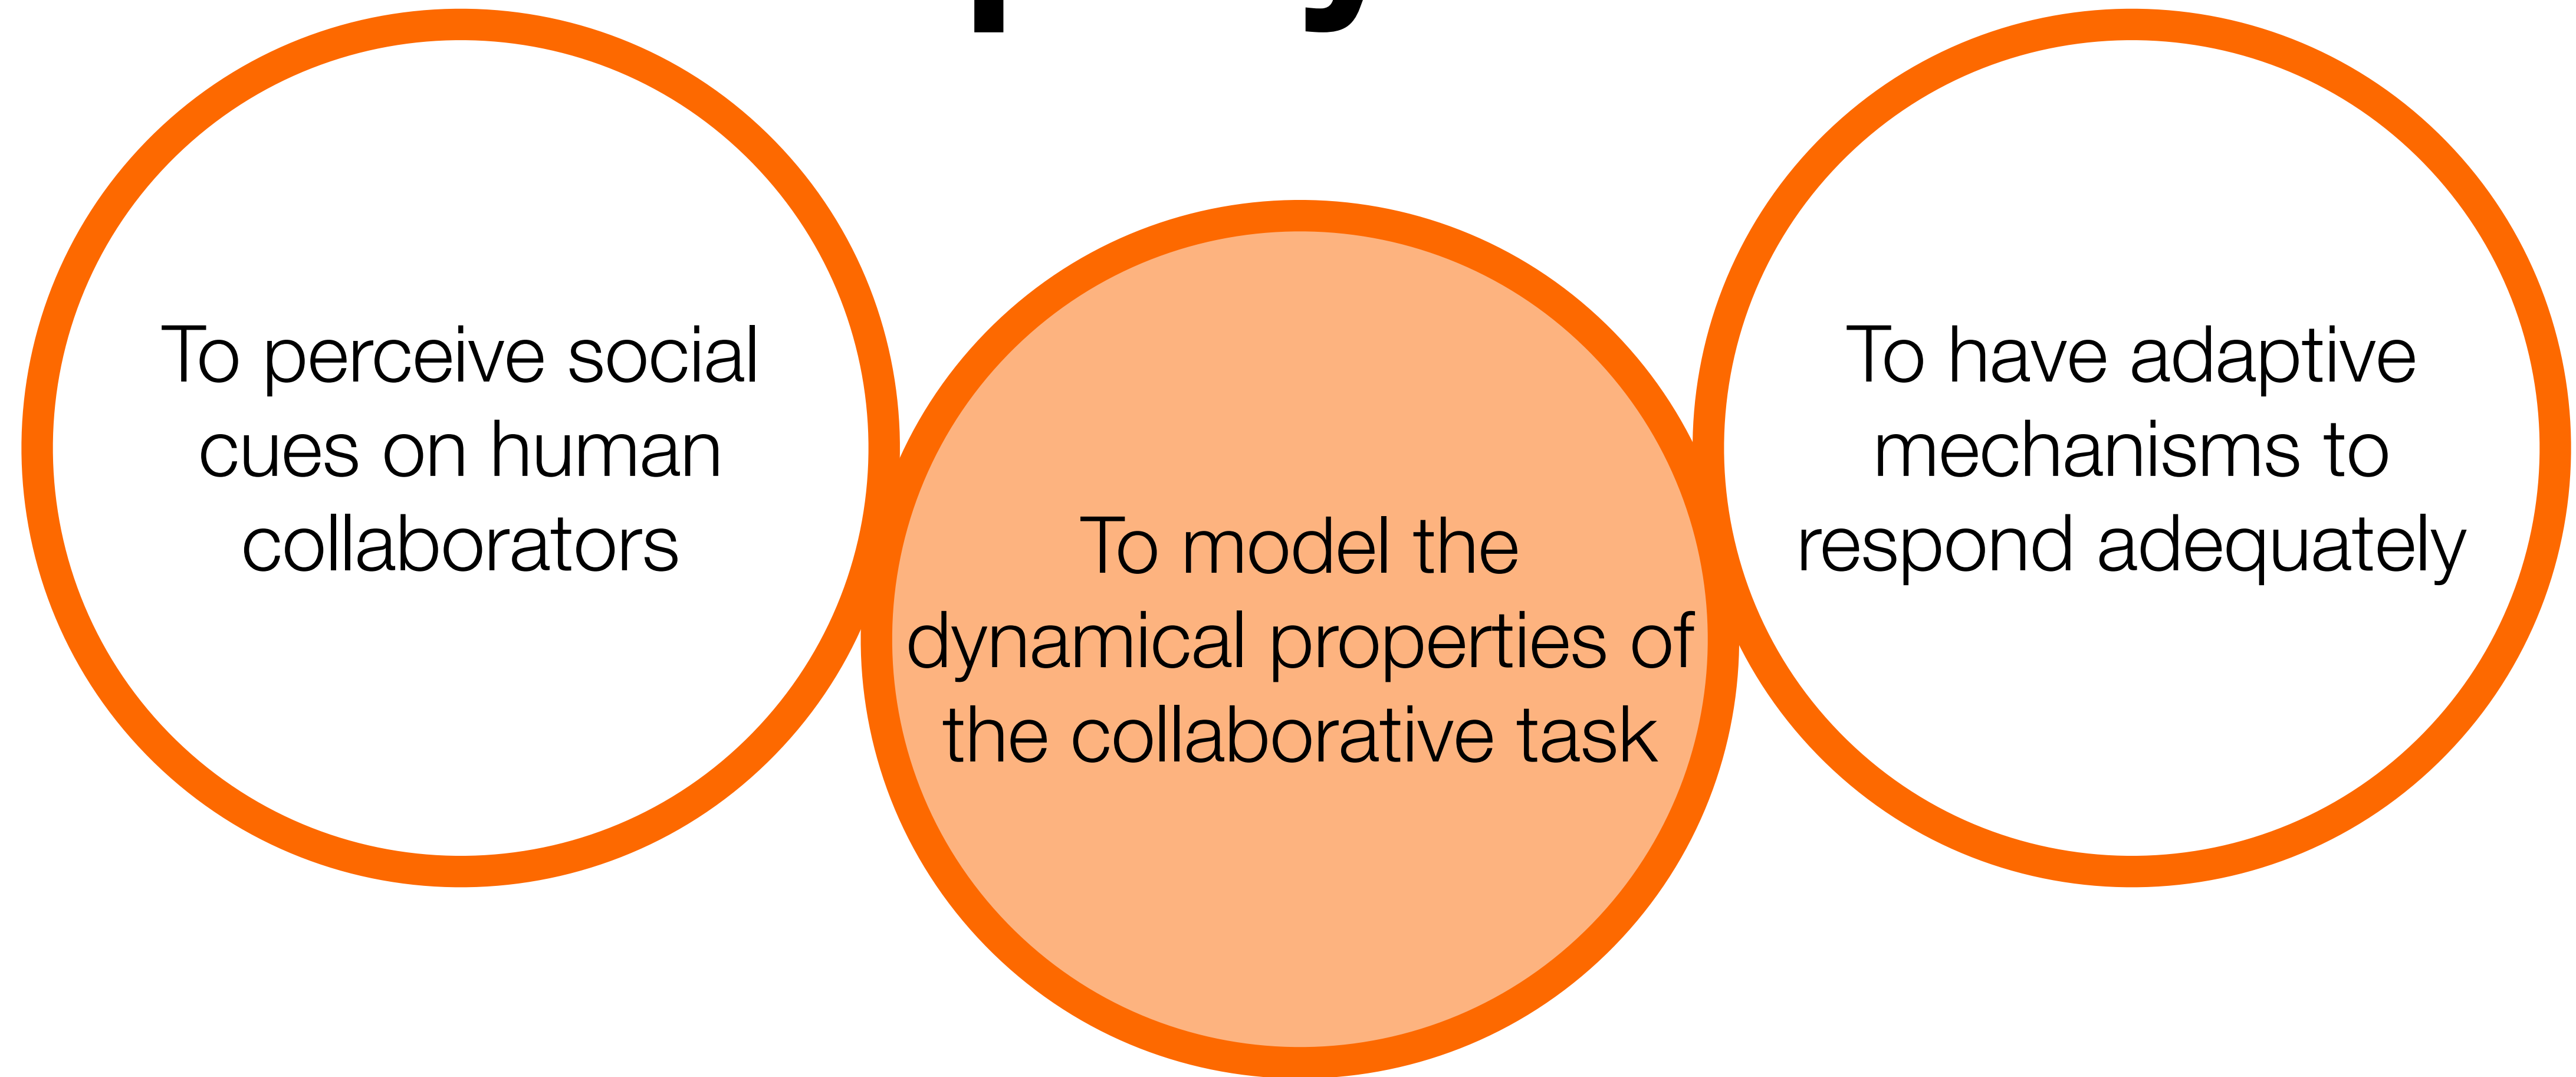 To perceive social
cues on human
collaborators
To model the
dynamical properties of
the collaborative task
To have adaptive
mechanisms to
respond adequately